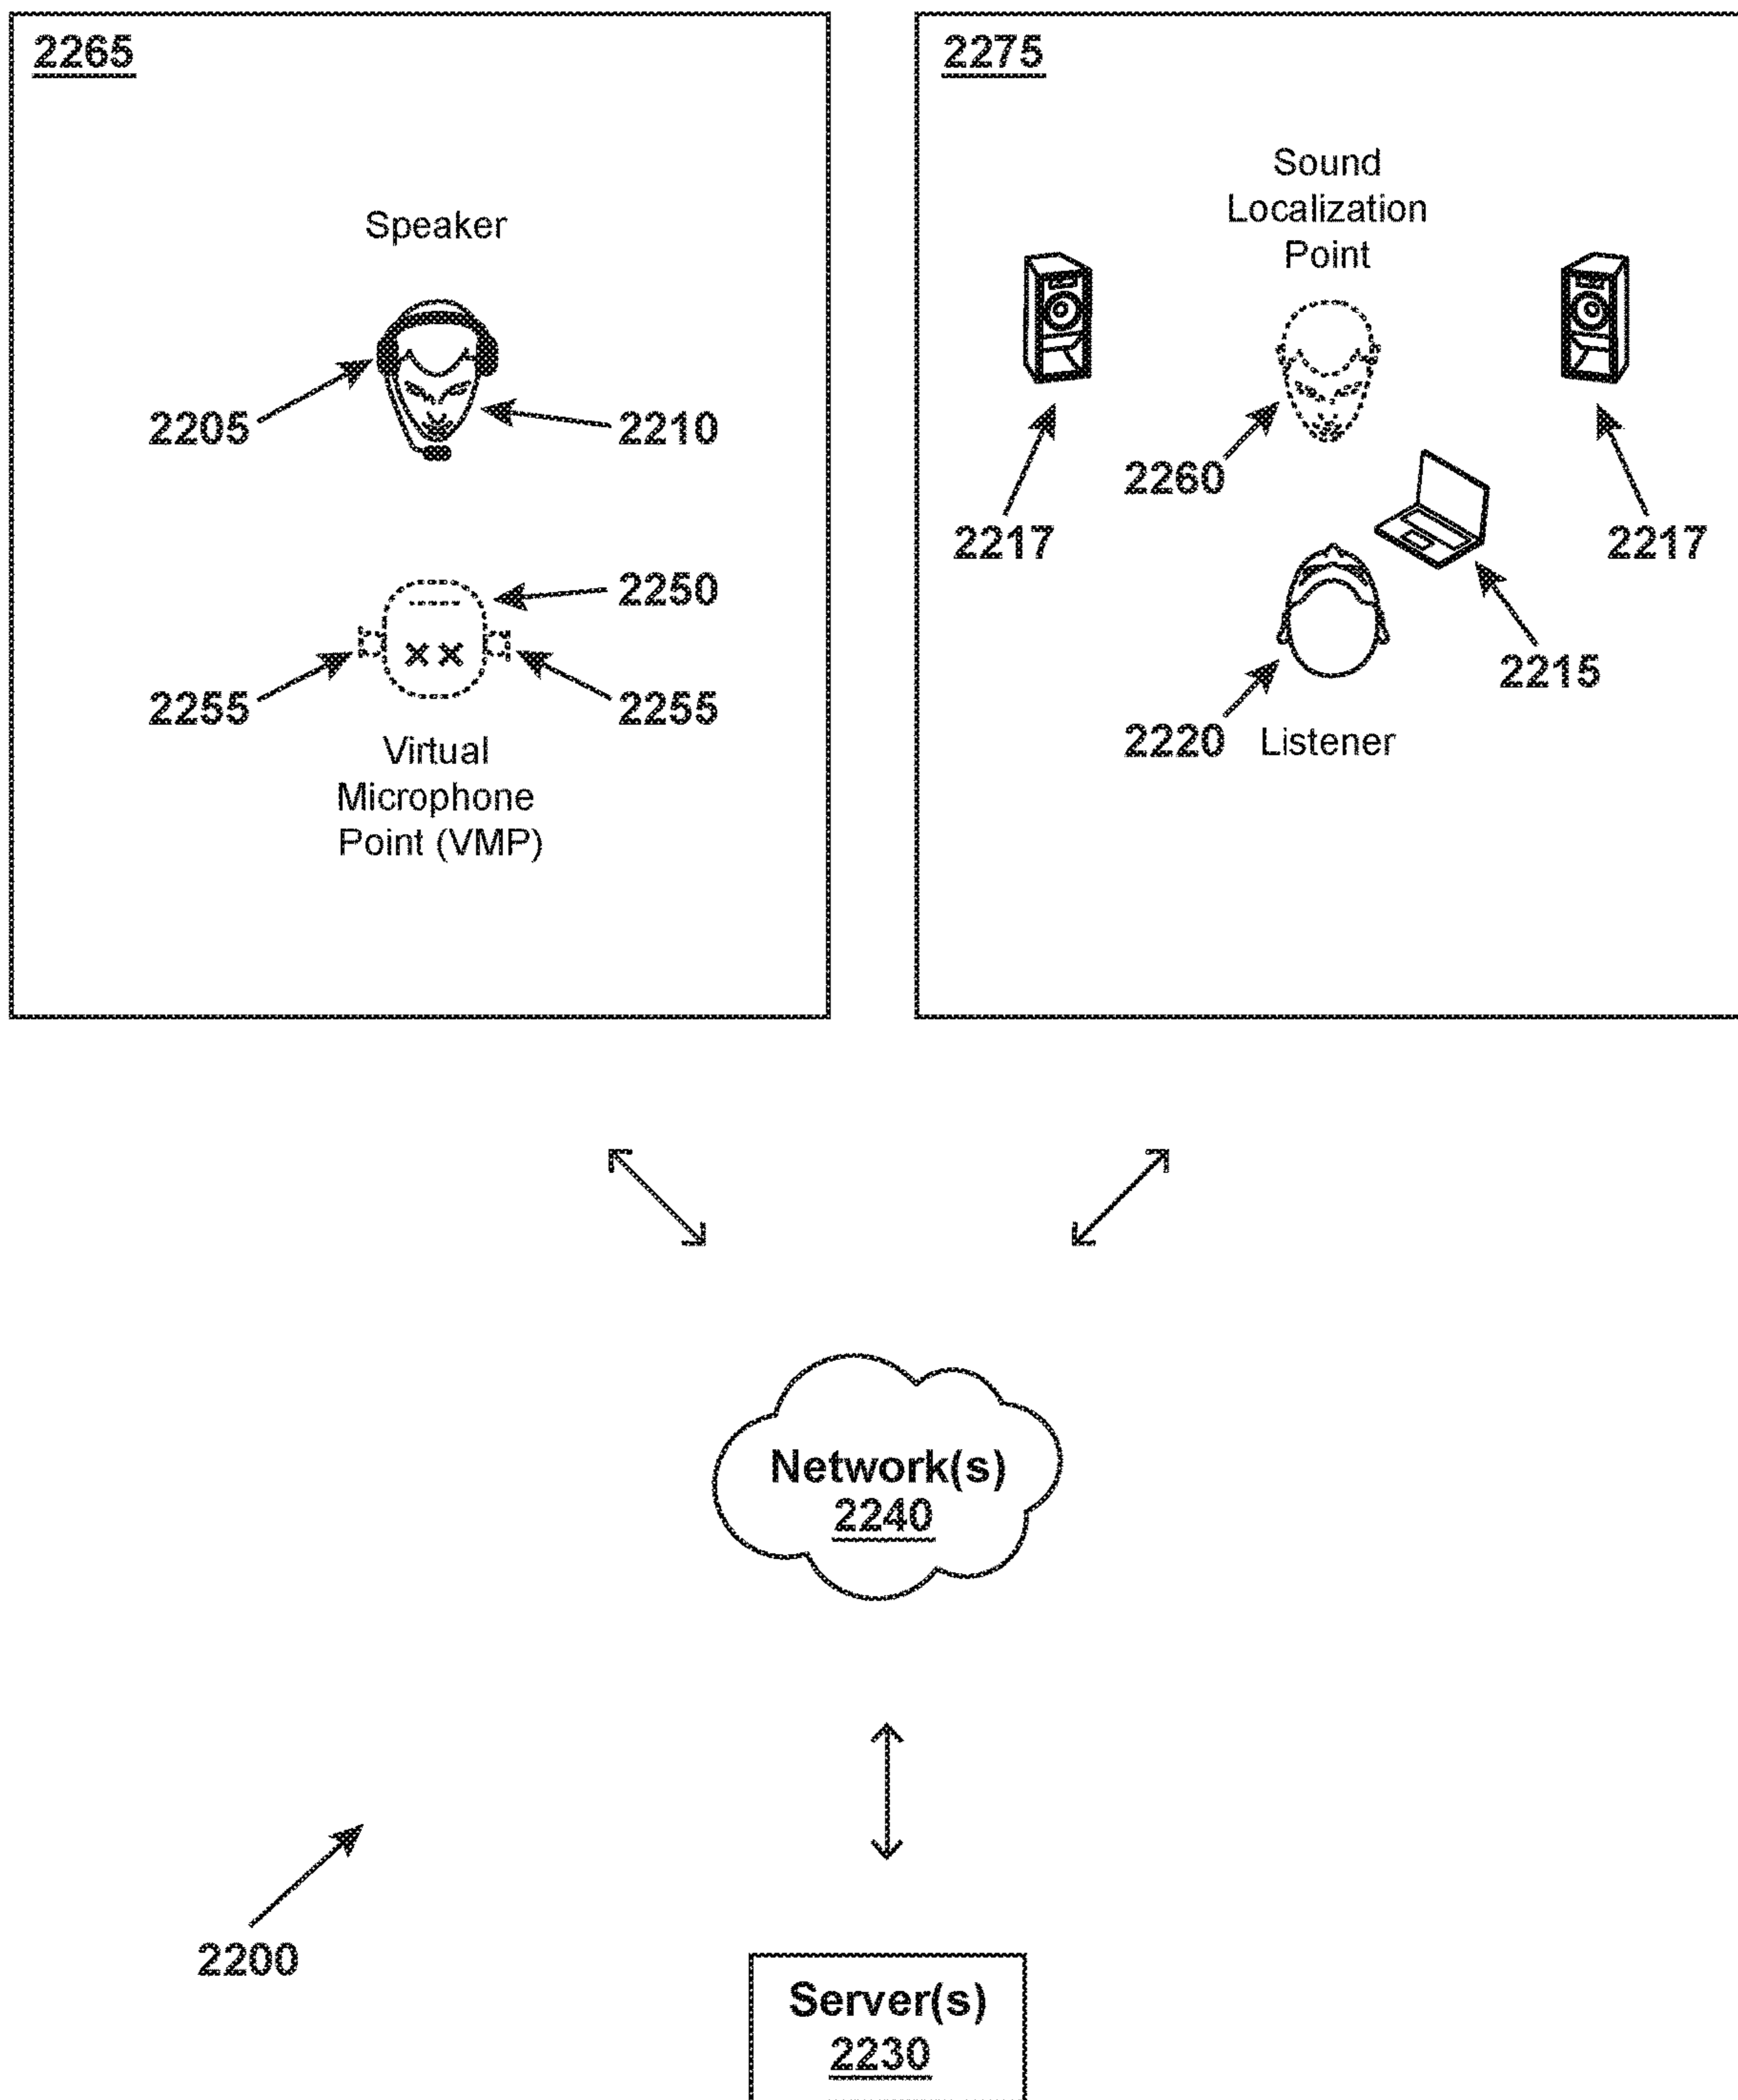 2265
Speaker
2205
2210
2250
2255
2255
Virtual
Microphone
Point (VMP)
2275
Sound
Localization
Point
2260
2217
2217
2215
2220
Listener
Network(s)
2240
2200
Server(s)
2230